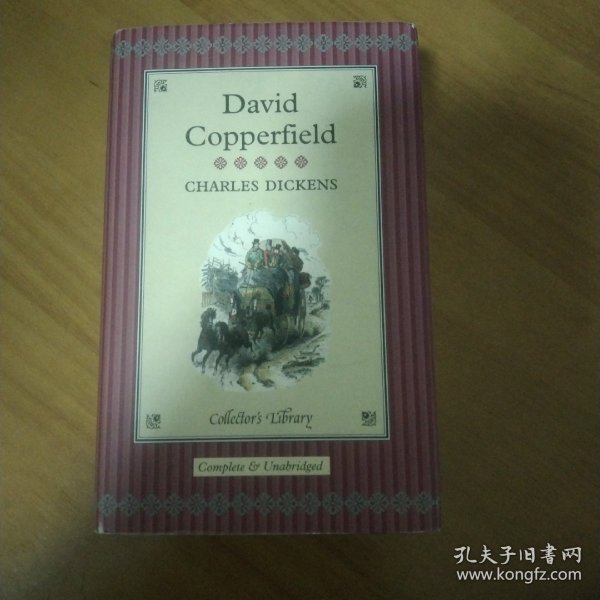 David
Copperfield
CHARLES DICKENS
Collector's Library
Complete & Unabridged
孔夫子旧书网
www.kongfz.com